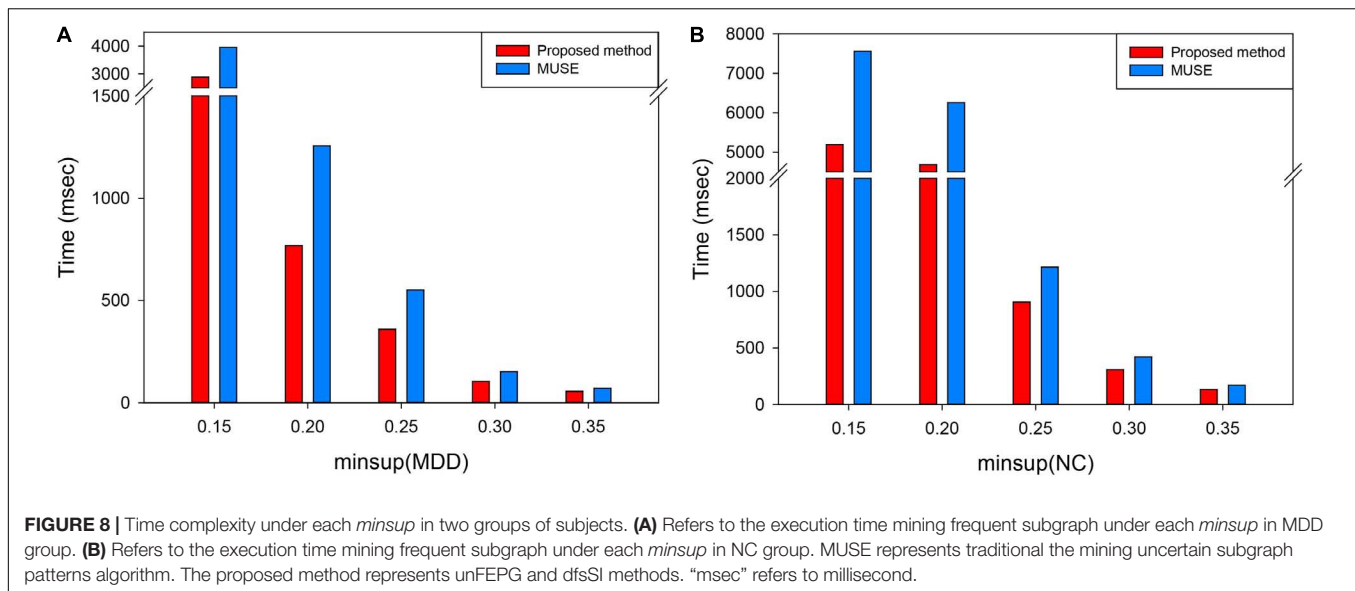 A
Proposed method
MUSE
4000
3000
1500
1000
500
0
Time (msec)
0.15 0.20 0.25 0.30 0.35
minsup(MDD)
B
Proposed method
MUSE
8000
7000
6000
5000
2000
1500
1000
500
0
Time (msec)
0.15 0.20 0.25 0.30 0.35
minsup(NC)
FIGURE 8 | Time complexity under each minsup in two groups of subjects. (A) Refers to the execution time mining frequent subgraph under each minsup in MDD
group. (B) Refers to the execution time mining frequent subgraph under each minsup in NC group. MUSE represents traditional the mining uncertain subgraph
patterns algorithm. The proposed method represents unFEPG and dfsSI methods. “msec” refers to millisecond.